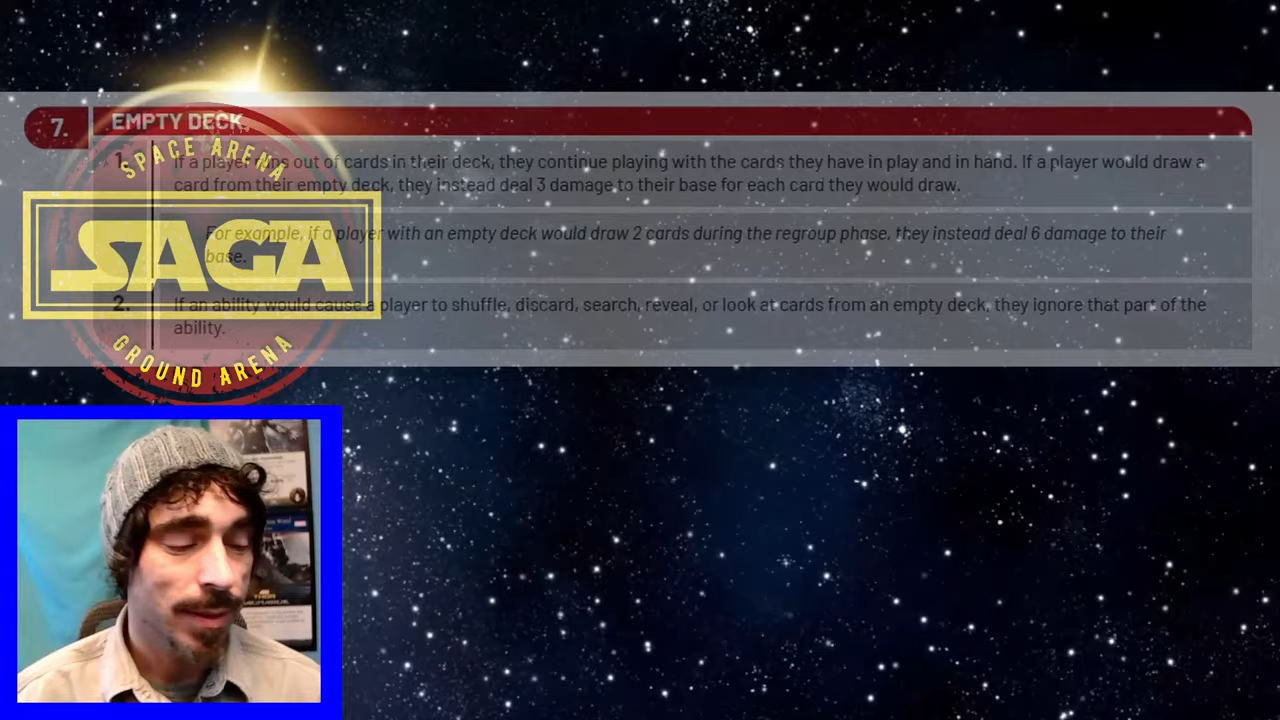 7.
EMPTY DECK
SPACE ARENA
1. If a player runs out of cards in their deck, they continue playing with the cards they have in play and in hand. If a player would draw a
card from their empty deck, they instead deal 3 damage to their base for each card they would draw.
SAGA
For example, if a player with an empty deck would draw 2 cards during the regroup phase, they instead deal 6 damage to their
base.
2. If an ability would cause a player to shuffle, discard, search, reveal, or look at cards from an empty deck, they ignore that part of the
ability.
GROUND ARENA